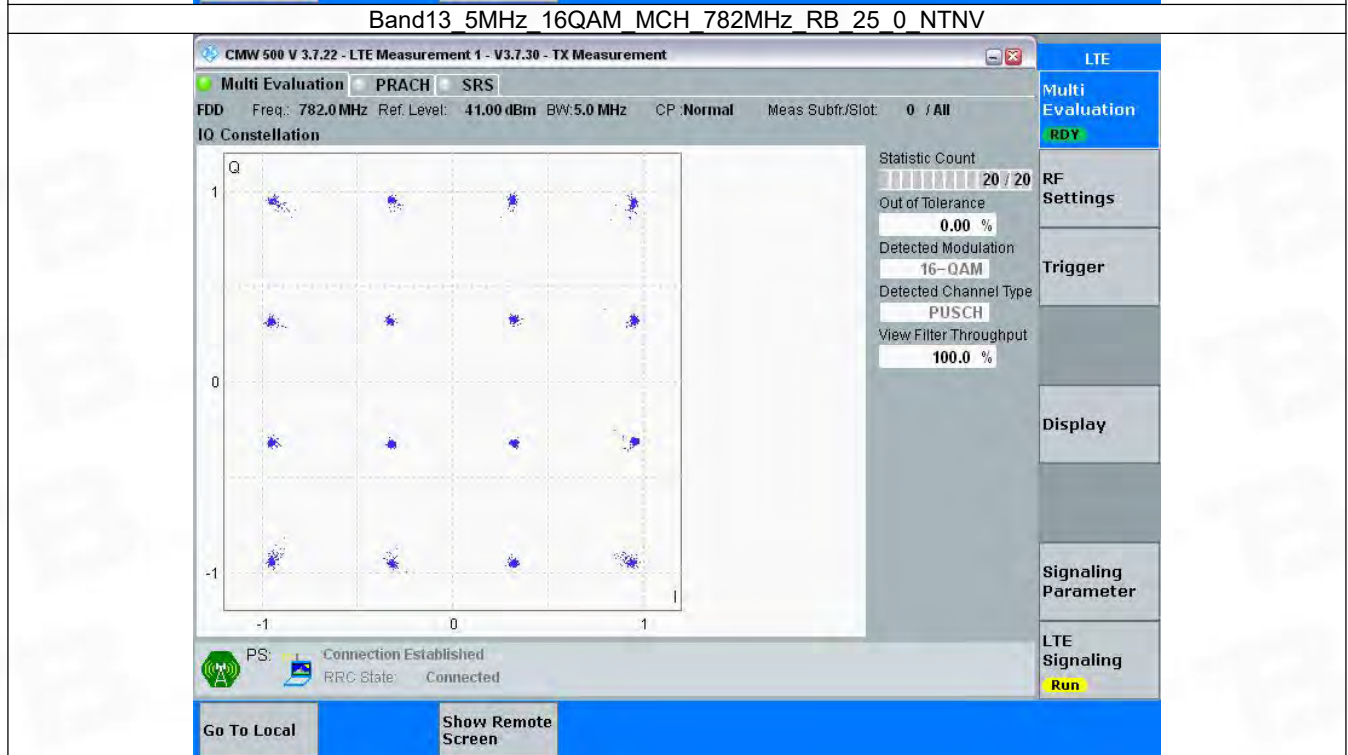 Band13_5MHz_16QAM_MCH_782MHz_RB_25_0_NTNV
CMW 500 V 3.7.22 - LTE Measurement 1 - V3.7.30 - TX Measurement
LTE
Multi Evaluation PRACH SRS
Multi
Evaluation
RDY
FDD Freq.: 782.0 MHz Ref. Level: 41.00 dBm BW: 5.0 MHz CP :Normal Meas Subfr./Slot: 0 / All
IQ Constellation
Q
1
0
-1
I
-1 0 1
Statistic Count
20 / 20
Out of Tolerance
0.00 %
Detected Modulation
16-QAM
Detected Channel Type
PUSCH
View Filter Throughput
100.0 %
RF
Settings
Trigger
Display
Signaling
Parameter
LTE
Signaling
Run
PS: Connection Established
RRC State: Connected
Go To Local
Show Remote
Screen